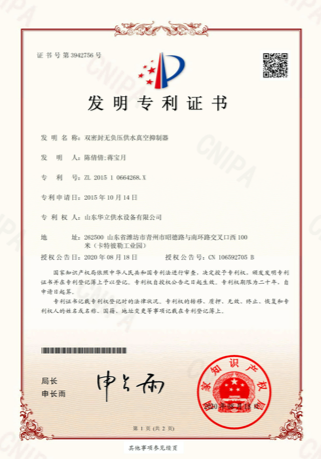 证书号第3942756号
发明专利证书
发 明 名 称：双密封无负压供水真空抑制器
发 明 人：陈倩倩;蒋宝月
专 利 号：ZL 2015 1 0664268.X
专利申请日：2015年10月14日
专 利 权 人：山东华立供水设备有限公司
地 址：262500 山东省潍坊市青州市昭德路与南环路交叉口西100
米（卡特彼勒工业园）
授权公告日：2020年08月18日 授权公告号：CN 106592705 B
国家知识产权局依照中华人民共和国专利法进行审查，决定授予专利权，颁发发明专利
证书并在专利登记簿上予以登记。专利权自授权公告之日起生效。专利权期限为二十年，自
申请日起算。
专利证书记载专利权登记时的法律状况。专利权的转移、质押、无效、终止、恢复和专
利权人的姓名或名称、国籍、地址变更等事项记载在专利登记簿上。
局长
申长雨
申长雨
国家知识产权局
第 1 页 (共 2 页)
其他事项参见续页
CNIPA